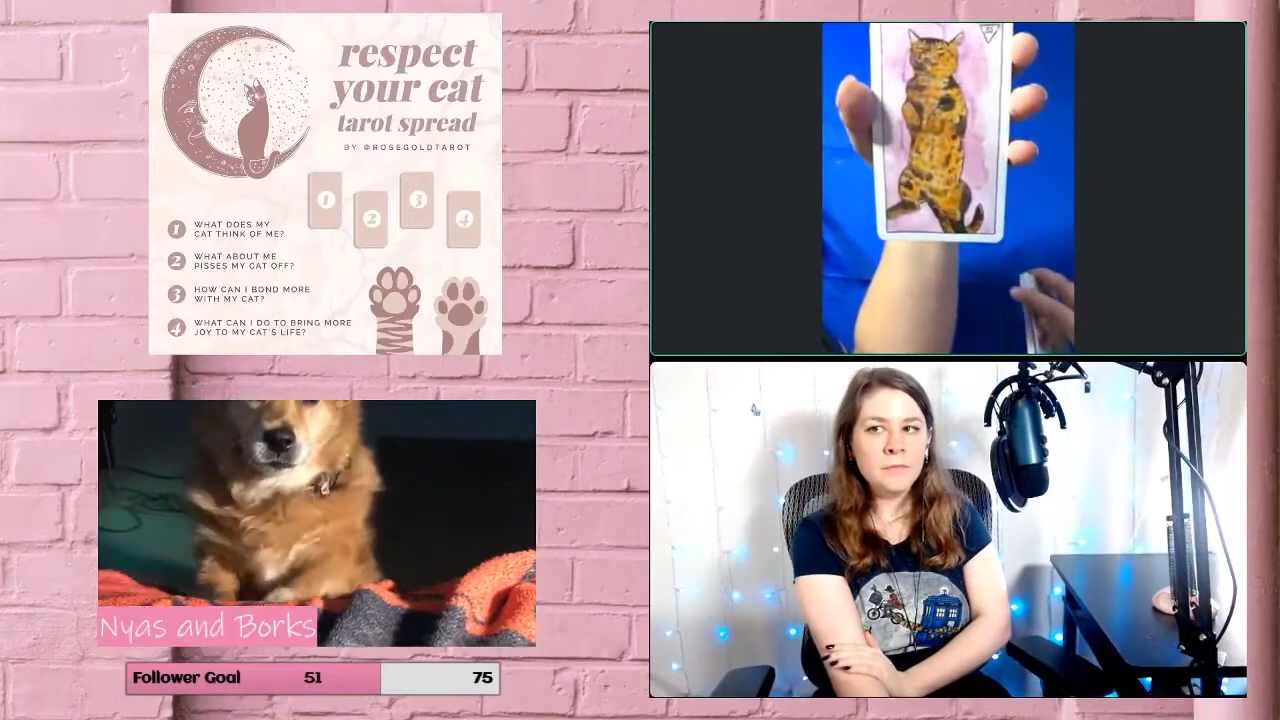 respect
your cat
tarot spread
BY @ROSEGOLDTAROT
1
2
3
4
1 WHAT DOES MY
CAT THINK OF ME?
2 WHAT ABOUT ME
PISSES MY CAT OFF?
3 HOW CAN I BOND MORE
WITH MY CAT?
4 WHAT CAN I DO TO BRING MORE
JOY TO MY CAT'S LIFE?
Nyas and Borks
Follower Goal 51 75